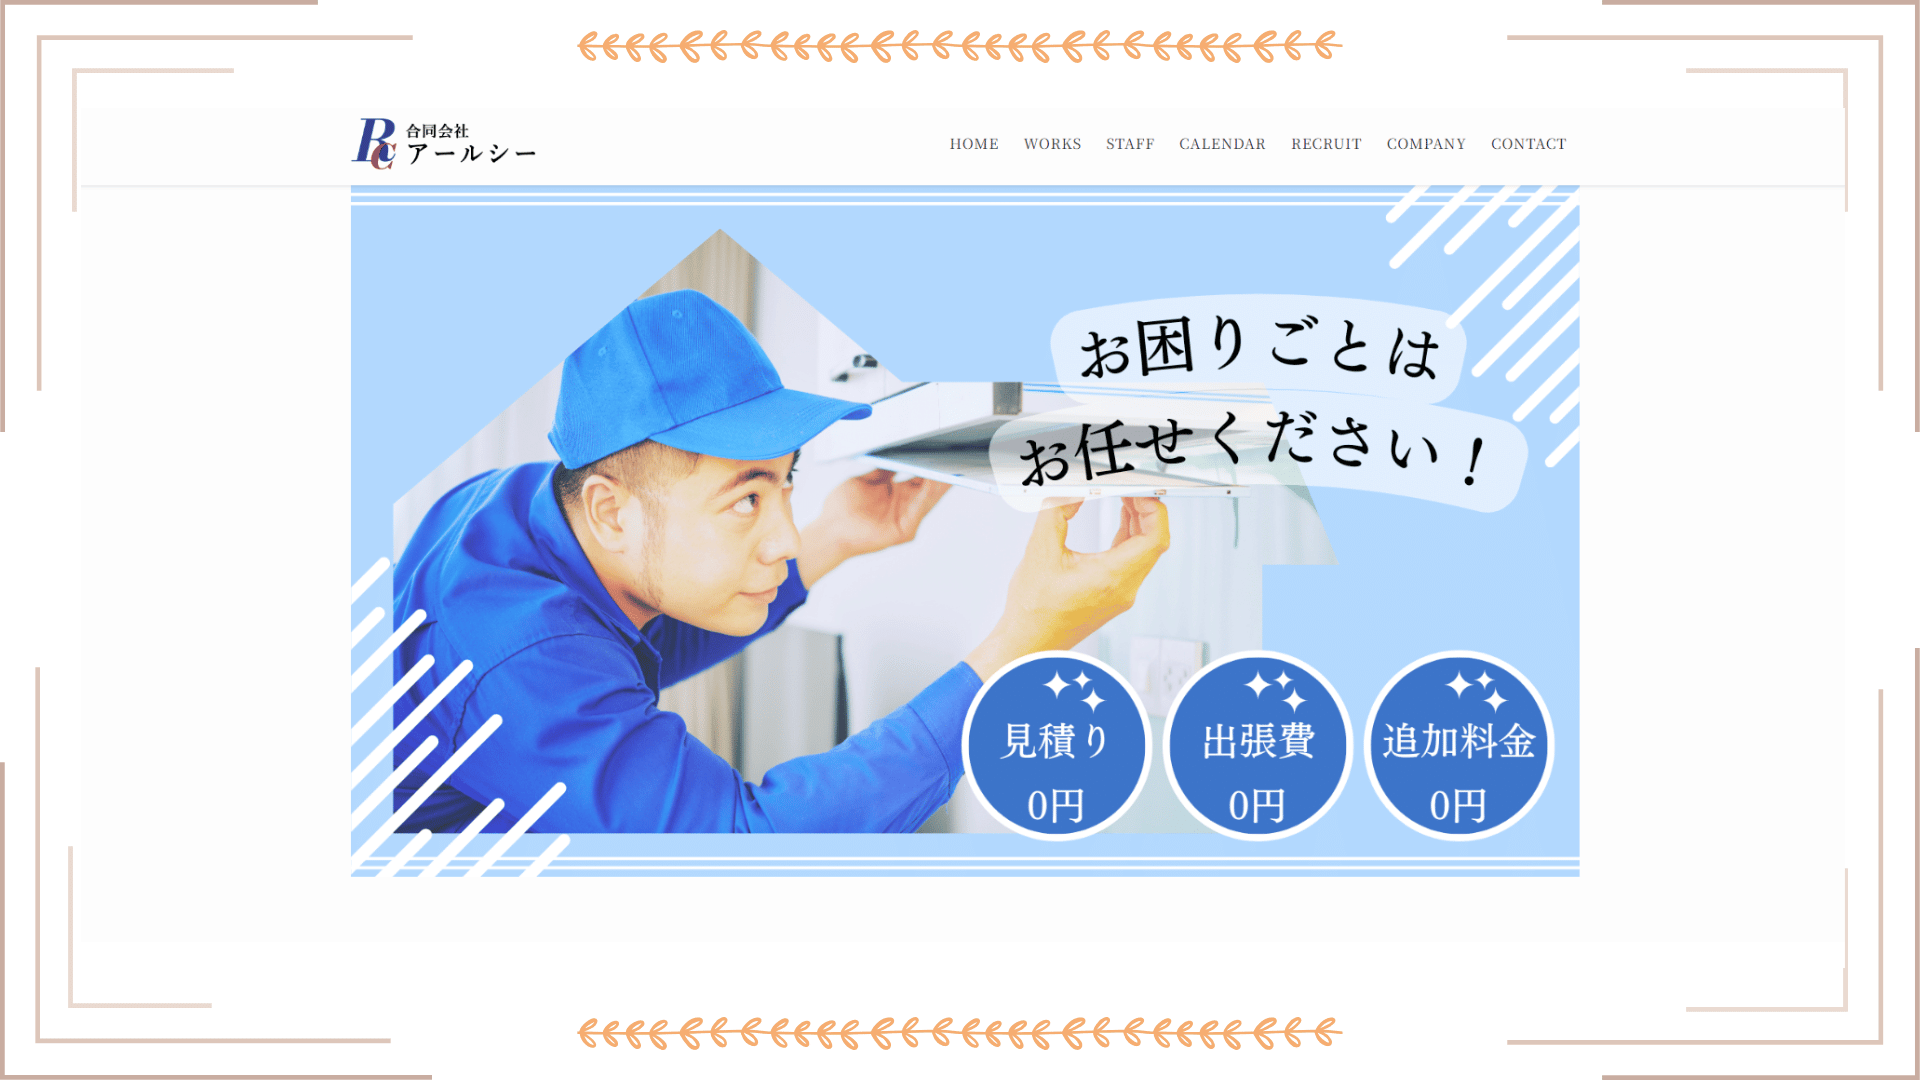 Rc
合同会社
アールシー
HOME WORKS STAFF CALENDAR RECRUIT COMPANY CONTACT
お困りごとは
お任せください!
見積り
0円
出張費
0円
追加料金
0円